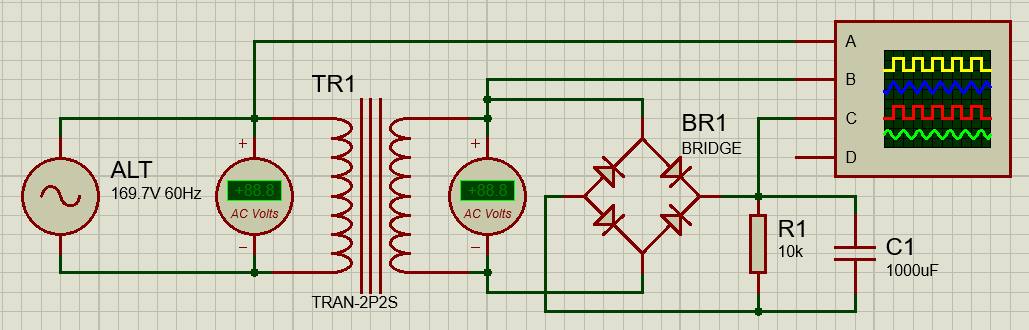 A
B
C
D
TR1
ALT
169.7V 60Hz
+
+88.8
AC Volts
−
TRAN-2P2S
+
+88.8
AC Volts
−
BR1
BRIDGE
R1
10k
C1
1000uF